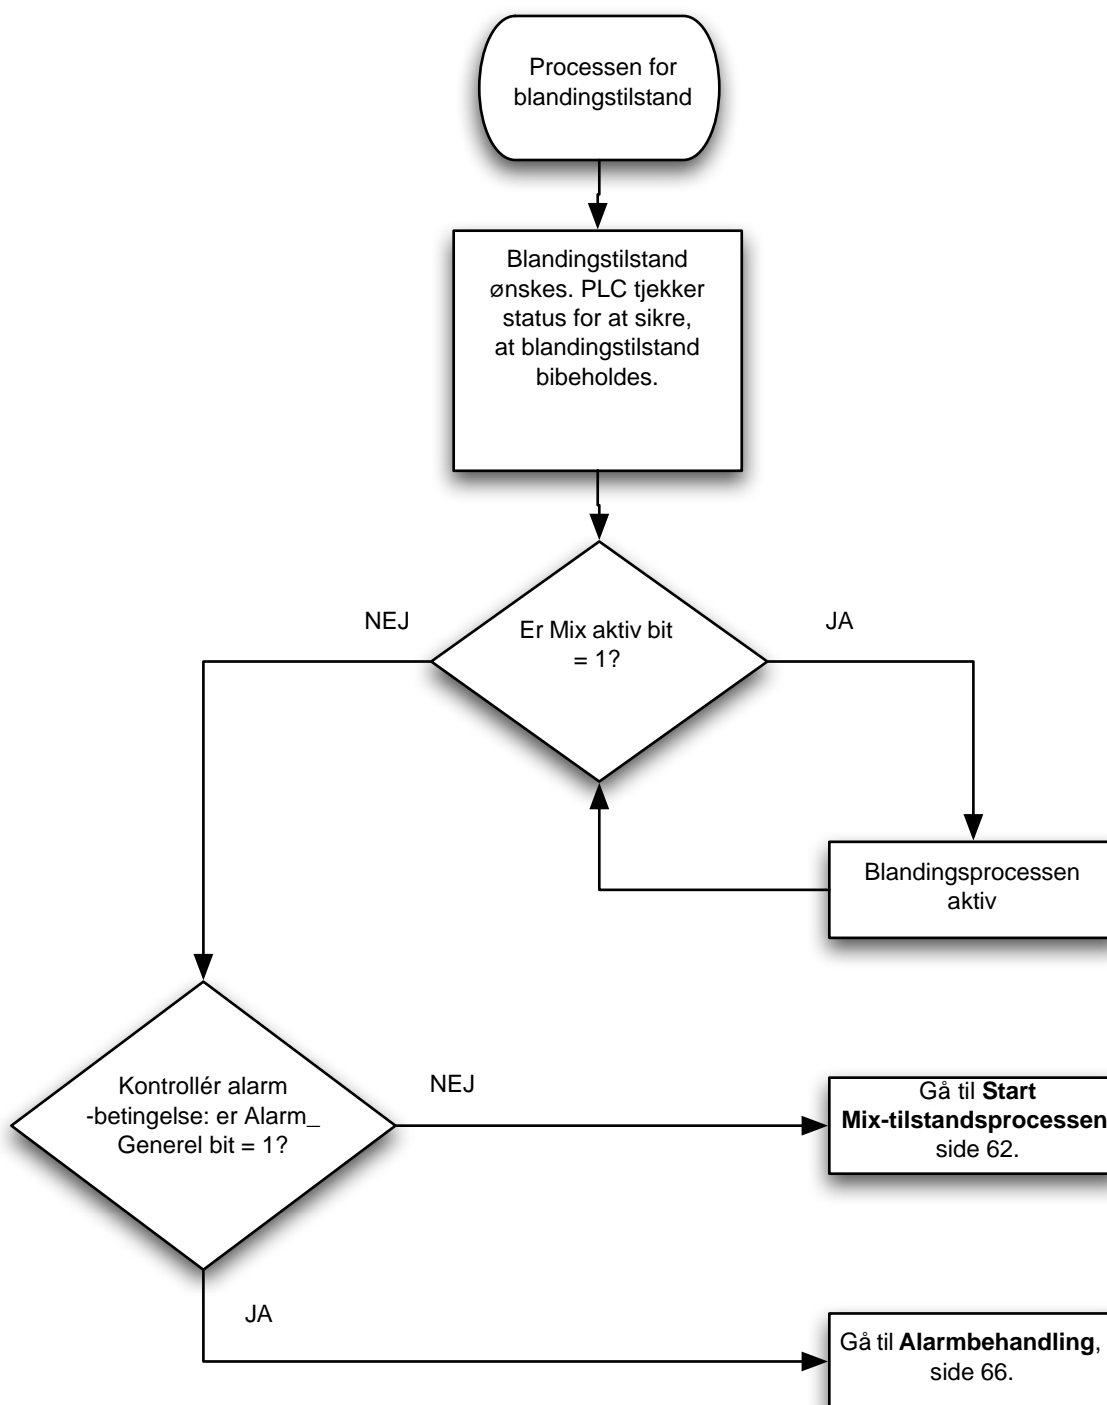 Processen for
blandingstilstand
Blandingstilstand
ønskes. PLC tjekker
status for at sikre,
at blandingstilstand
bibeholdes.
NEJ
Er Mix aktiv bit
= 1?
JA
Blandingsprocessen
aktiv
Kontrollér alarm
-betingelse: er Alarm_
Generel bit = 1?
NEJ
Gå til Start
Mix-tilstandsprocessen
side 62.
JA
Gå til Alarmbehandling,
side 66.